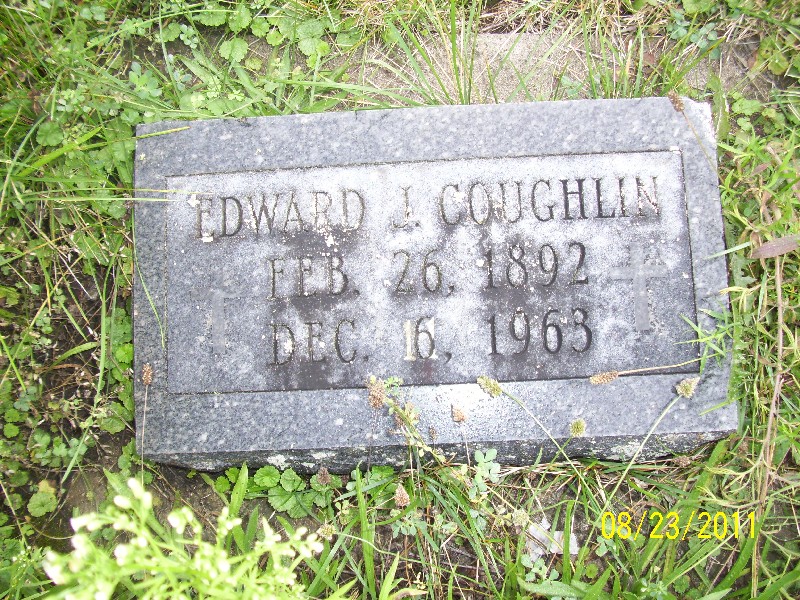 EDWARD J. COUGHLIN
FEB. 26, 1892
DEC. 16, 1963
08/23/2011